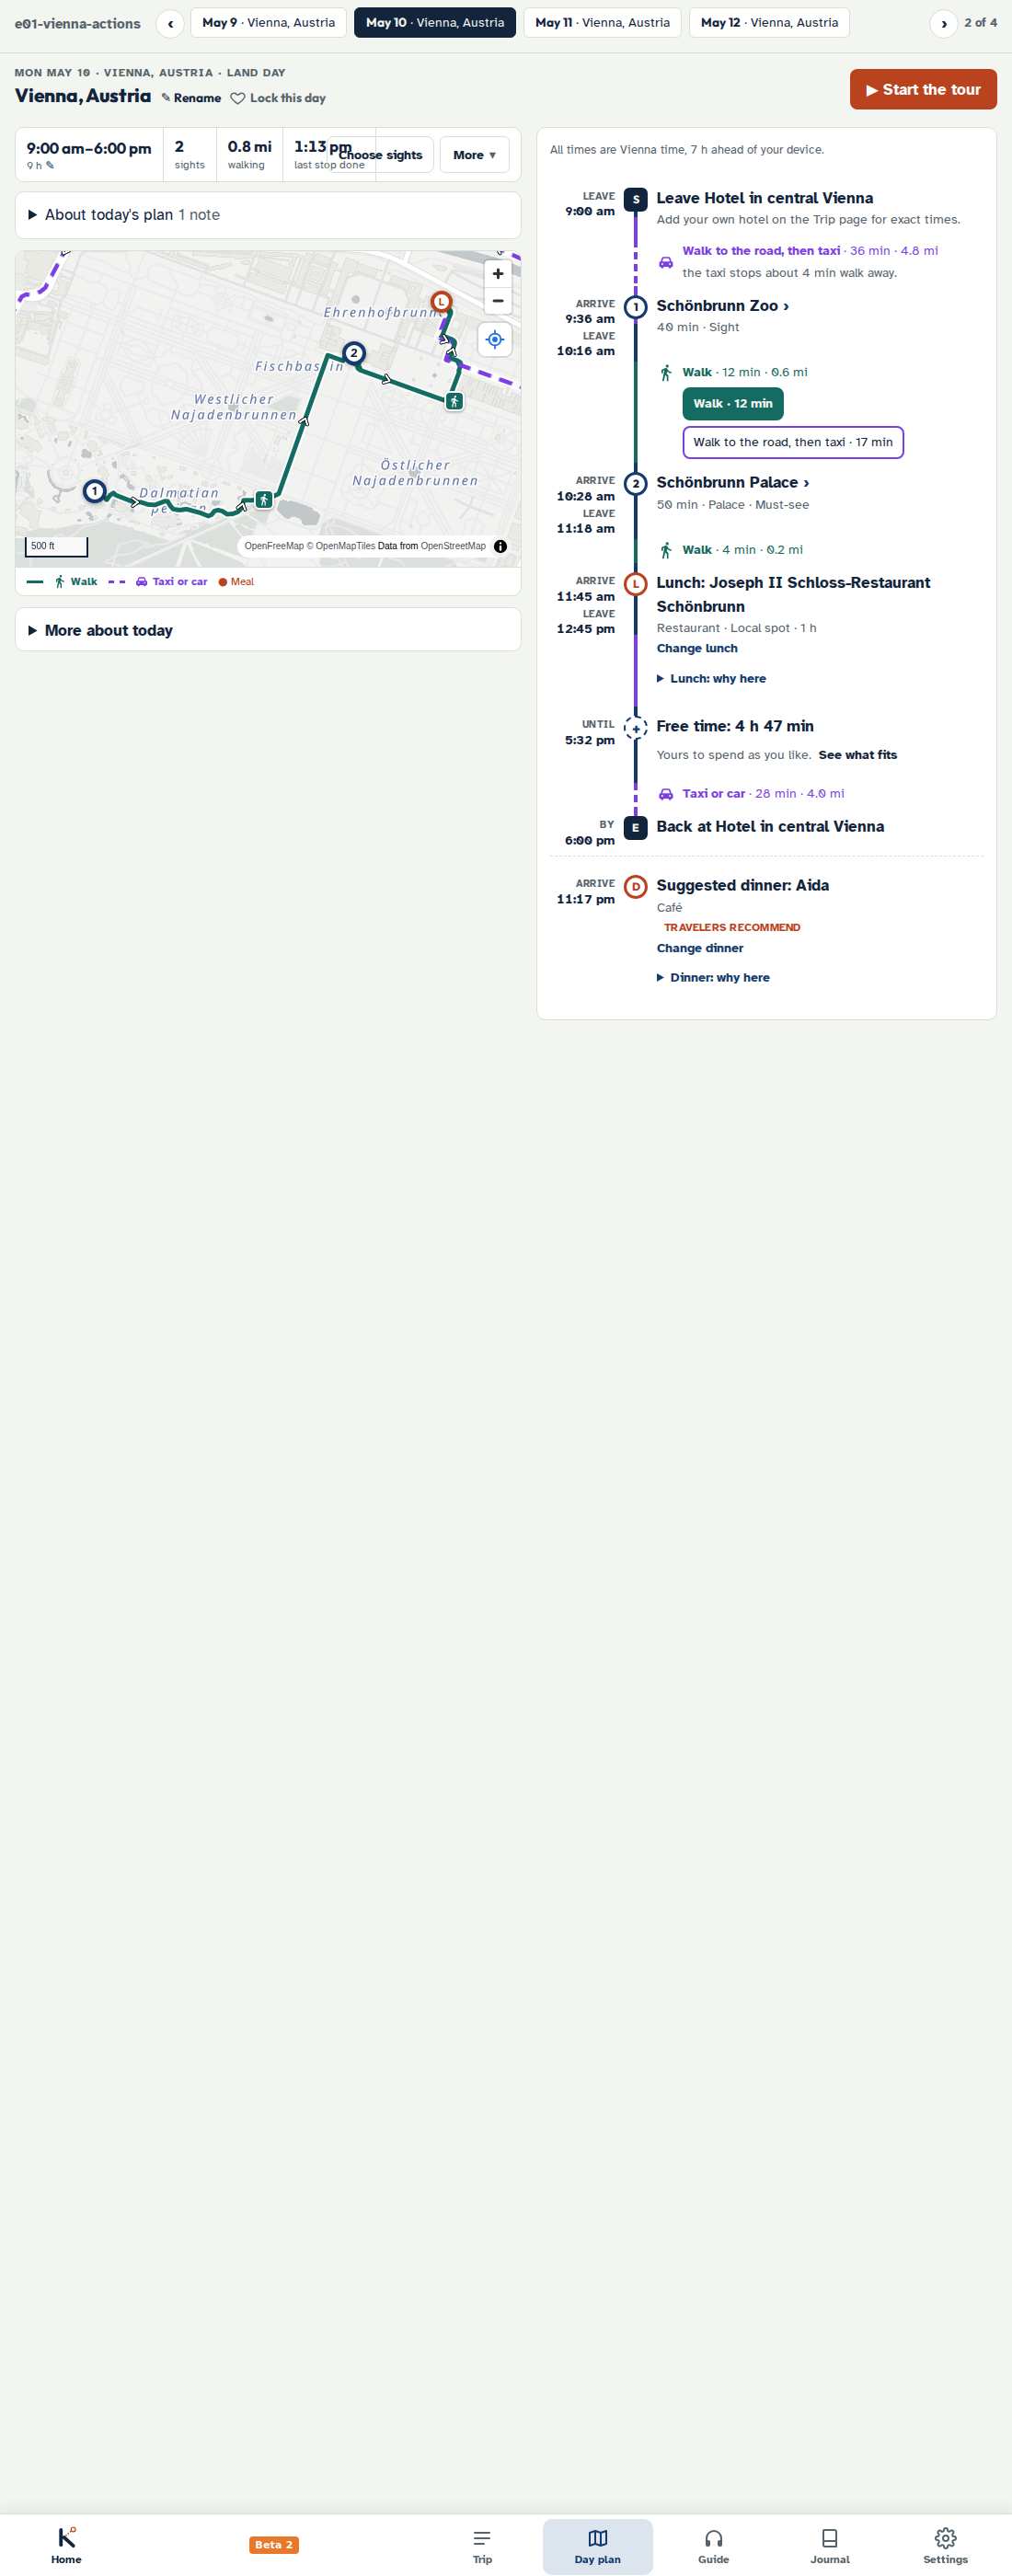 e01-vienna-actions
‹
May 9 · Vienna, Austria
May 10 · Vienna, Austria
May 11 · Vienna, Austria
May 12 · Vienna, Austria
›
2 of 4
MON MAY 10 · VIENNA, AUSTRIA · LAND DAY
Vienna, Austria ✎ Rename Lock this day
▶ Start the tour
9:00 am–6:00 pm
9 h ✎
2
sights
0.8 mi
walking
1:13 pm
last stop done
Choose sights
More ▼
▶ About today's plan 1 note
Ehrenhofbrunn
L
2
Fischbas in
Westlicher
Najadenbrunnen
Östlicher
Najadenbrunnen
1
Dalmatian
+
−
500 ft
OpenFreeMap © OpenMapTiles Data from OpenStreetMap
Walk
Taxi or car
Meal
▶ More about today
All times are Vienna time, 7 h ahead of your device.
LEAVE
9:00 am
S
Leave Hotel in central Vienna
Add your own hotel on the Trip page for exact times.
Walk to the road, then taxi · 36 min · 4.8 mi
the taxi stops about 4 min walk away.
ARRIVE
9:36 am
LEAVE
10:16 am
1
Schönbrunn Zoo ›
40 min · Sight
Walk · 12 min · 0.6 mi
Walk · 12 min
Walk to the road, then taxi · 17 min
ARRIVE
10:28 am
LEAVE
11:18 am
2
Schönbrunn Palace ›
50 min · Palace · Must-see
Walk · 4 min · 0.2 mi
ARRIVE
11:45 am
LEAVE
12:45 pm
L
Lunch: Joseph II Schloss-Restaurant
Schönbrunn
Restaurant · Local spot · 1 h
Change lunch
▶ Lunch: why here
UNTIL
5:32 pm
+
Free time: 4 h 47 min
Yours to spend as you like. See what fits
Taxi or car · 28 min · 4.0 mi
BY
6:00 pm
E
Back at Hotel in central Vienna
ARRIVE
11:17 pm
D
Suggested dinner: Aida
Café
TRAVELERS RECOMMEND
Change dinner
▶ Dinner: why here
Home
Beta 2
Trip
Day plan
Guide
Journal
Settings